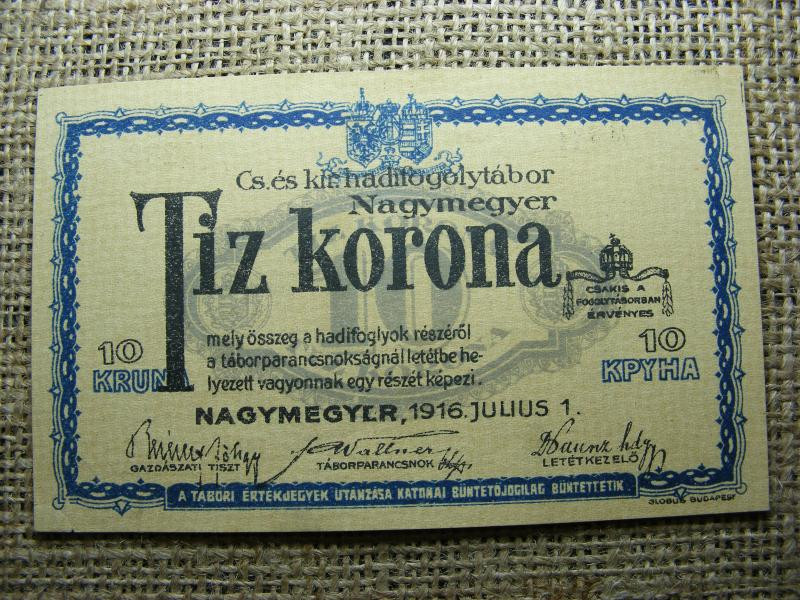 Cs. és kir. hadifogolytábor
Nagymegyer
Tiz korona
CSAKIS A
FOGOLYTÁBORBAN
ÉRVÉNYES
10
KRUN
mely összeg a hadifoglyok részéről
a táborparancsnokságnál letétbe he-
lyezett vagyonnak egy részét képezi.
10
КРУНА
NAGYMEGYER, 1916. JULIUS 1.
Wallner
GAZDÁSZATI TISZT
TÁBORPARANCSNOK
LETÉTKEZELŐ
A TÁBORI ÉRTÉKJEGYEK UTÁNZÁSA KATONAI BÜNTETŐJOGILAG BÜNTETTETIK
GLOBUS BUDAPEST